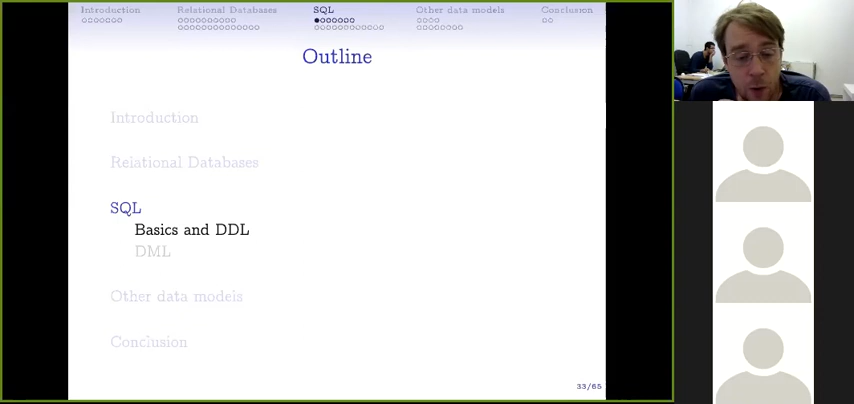 Introduction Relational Databases SQL Other data models Conclusion
Outline
Introduction
Relational Databases
SQL
Basics and DDL
DML
Other data models
Conclusion
33/65